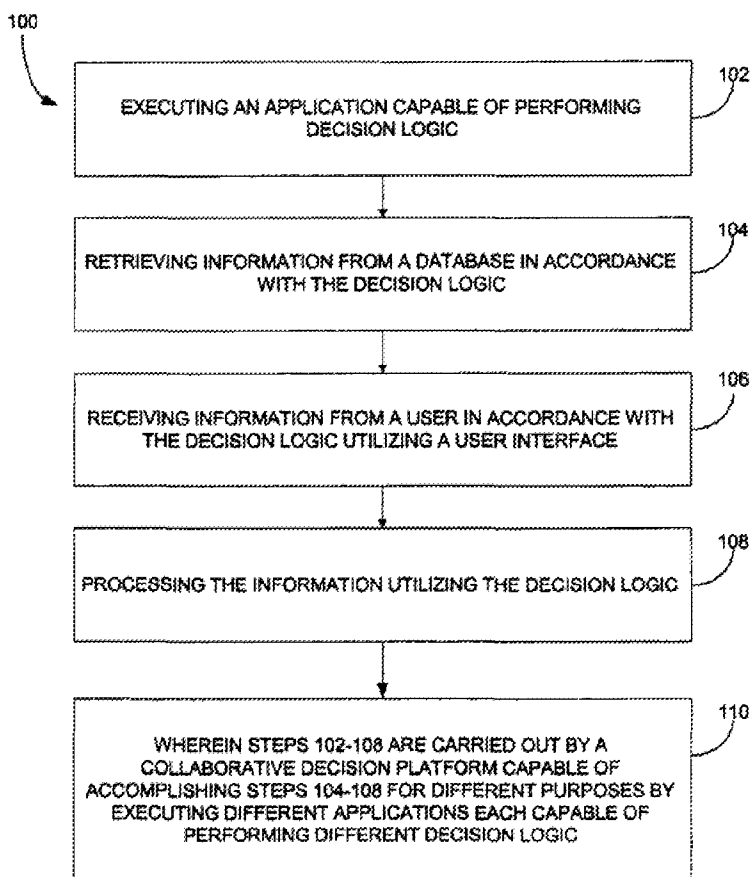 100
102
EXECUTING AN APPLICATION CAPABLE OF PERFORMING
DECISION LOGIC
104
RETRIEVING INFORMATION FROM A DATABASE IN ACCORDANCE
WITH THE DECISION LOGIC
106
RECEIVING INFORMATION FROM A USER IN ACCORDANCE WITH
THE DECISION LOGIC UTILIZING A USER INTERFACE
108
PROCESSING THE INFORMATION UTILIZING THE DECISION LOGIC
110
WHEREIN STEPS 102-108 ARE CARRIED OUT BY A
COLLABORATIVE DECISION PLATFORM CAPABLE OF
ACCOMPLISHING STEPS 104-108 FOR DIFFERENT PURPOSES BY
EXECUTING DIFFERENT APPLICATIONS EACH CAPABLE OF
PERFORMING DIFFERENT DECISION LOGIC